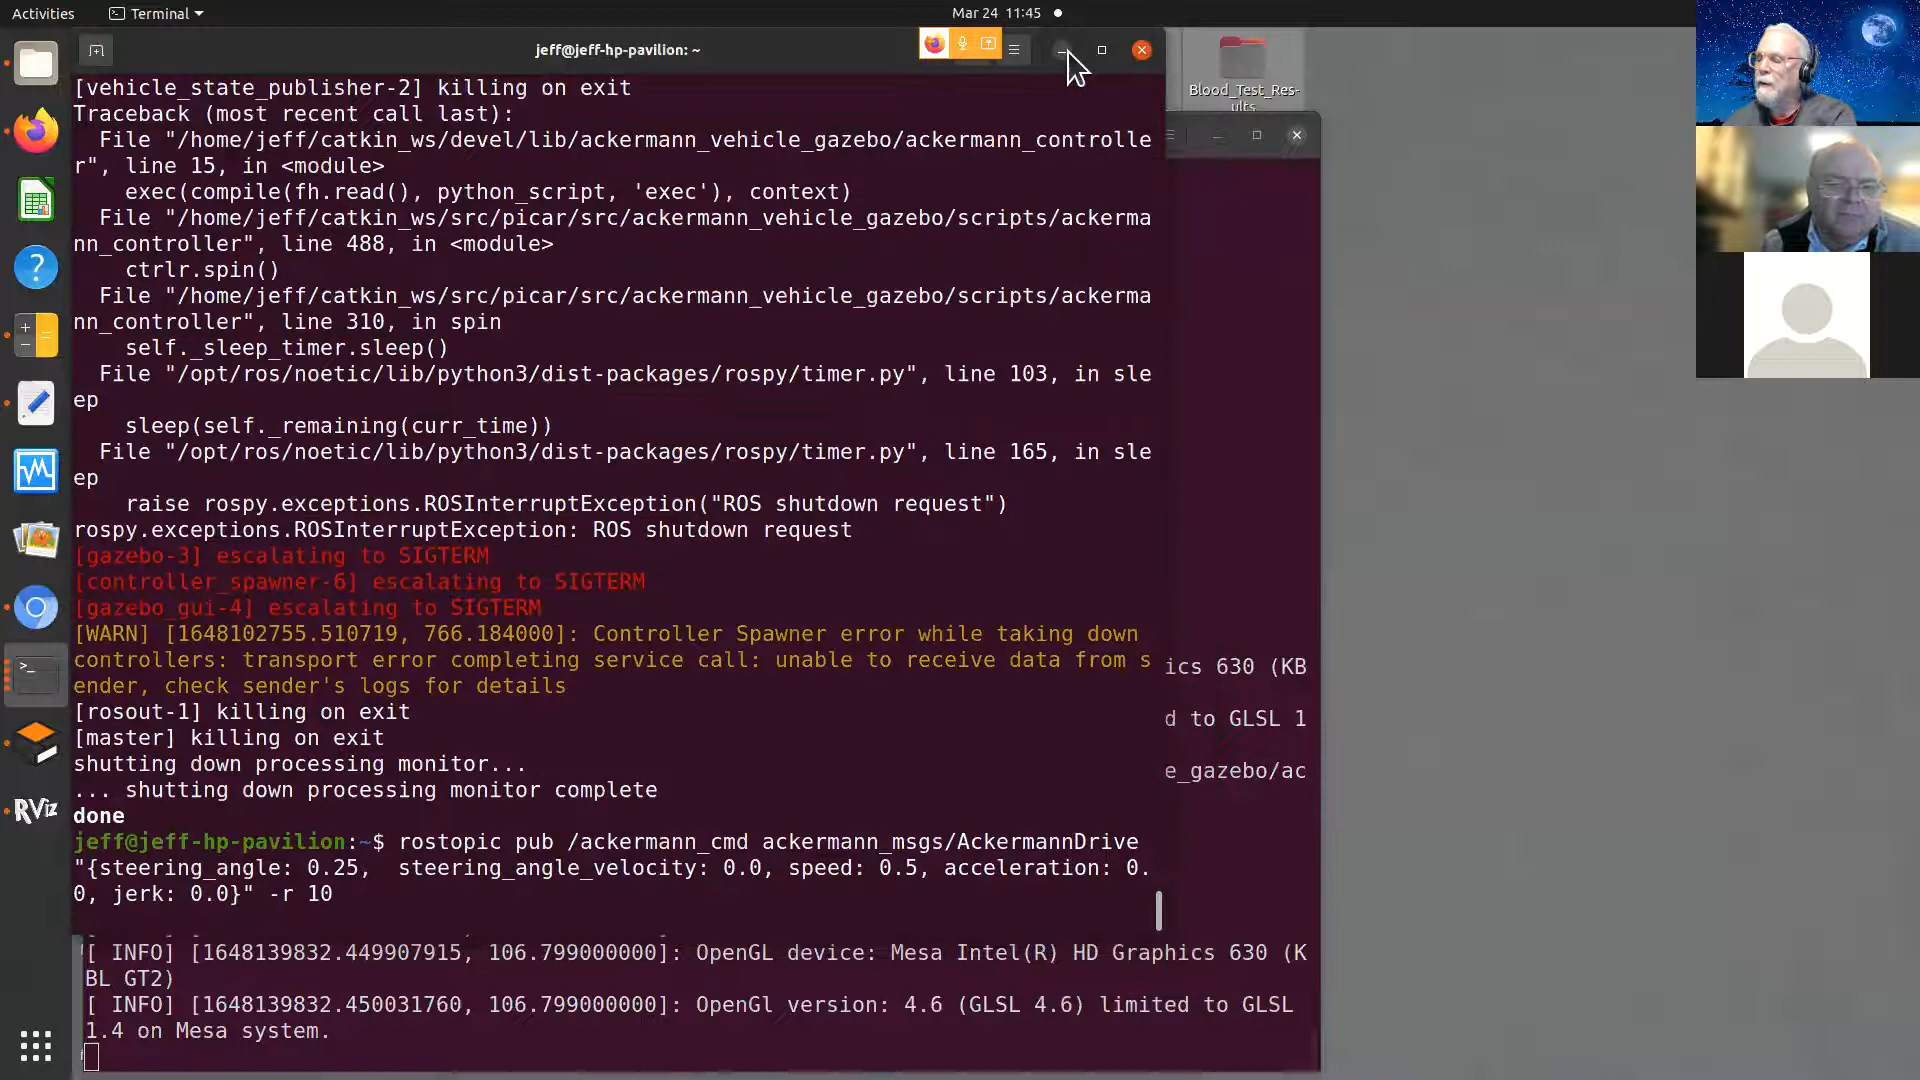 Activities
Terminal
Mar 24 11:45
jeff@jeff-hp-pavilion: ~
Blood_Test_Res-
ults
[vehicle_state_publisher-2] killing on exit
Traceback (most recent call last):
  File "/home/jeff/catkin_ws/devel/lib/ackermann_vehicle_gazebo/ackermann_controlle
r", line 15, in <module>
    exec(compile(fh.read(), python_script, 'exec'), context)
  File "/home/jeff/catkin_ws/src/picar/src/ackermann_vehicle_gazebo/scripts/ackerma
nn_controller", line 488, in <module>
    ctrlr.spin()
  File "/home/jeff/catkin_ws/src/picar/src/ackermann_vehicle_gazebo/scripts/ackerma
nn_controller", line 310, in spin
    self._sleep_timer.sleep()
  File "/opt/ros/noetic/lib/python3/dist-packages/rospy/timer.py", line 103, in sle
ep
    sleep(self._remaining(curr_time))
  File "/opt/ros/noetic/lib/python3/dist-packages/rospy/timer.py", line 165, in sle
ep
    raise rospy.exceptions.ROSInterruptException("ROS shutdown request")
rospy.exceptions.ROSInterruptException: ROS shutdown request
[gazebo-3] escalating to SIGTERM
[controller_spawner-6] escalating to SIGTERM
[gazebo_gui-4] escalating to SIGTERM
[WARN] [1648102755.510719, 766.184000]: Controller Spawner error while taking down
controllers: transport error completing service call: unable to receive data from s
ender, check sender's logs for details
[rosout-1] killing on exit
[master] killing on exit
shutting down processing monitor...
... shutting down processing monitor complete
done
jeff@jeff-hp-pavilion:~$ rostopic pub /ackermann_cmd ackermann_msgs/AckermannDrive
"{steering_angle: 0.25,  steering_angle_velocity: 0.0, speed: 0.5, acceleration: 0.
0, jerk: 0.0}" -r 10
ics 630 (KB
d to GLSL 1
e_gazebo/ac
[ INFO] [1648139832.449907915, 106.799000000]: OpenGL device: Mesa Intel(R) HD Graphics 630 (K
BL GT2)
[ INFO] [1648139832.450031760, 106.799000000]: OpenGl version: 4.6 (GLSL 4.6) limited to GLSL
1.4 on Mesa system.
RViz